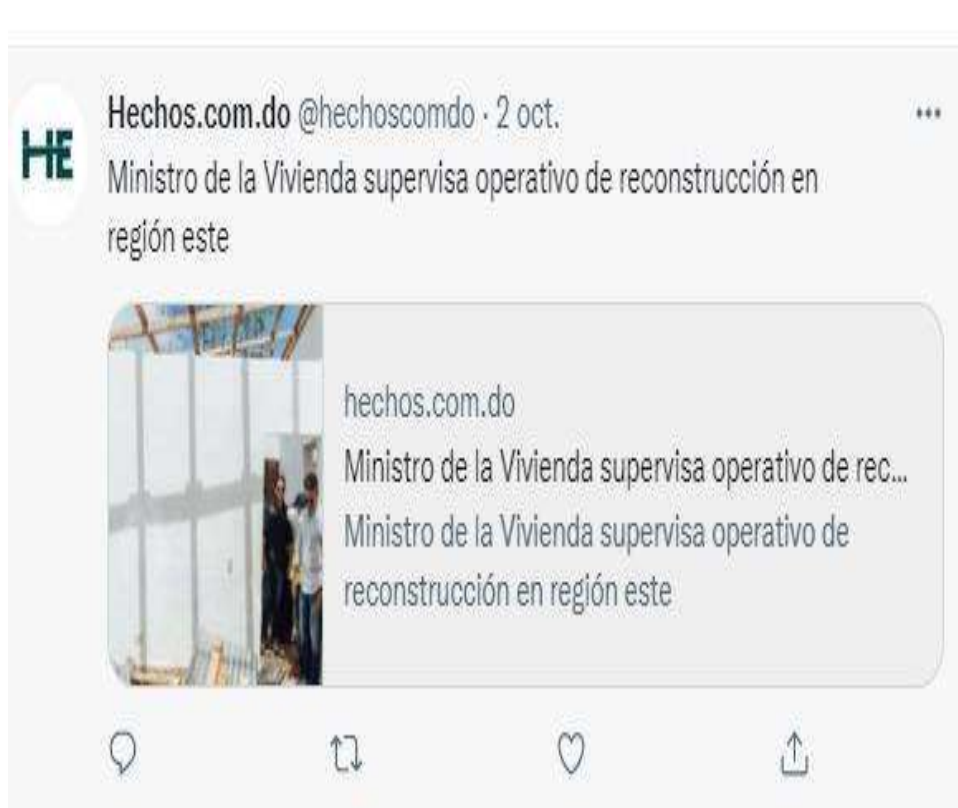 HE
Hechos.com.do @hechoscomdo · 2 oct.
Ministro de la Vivienda supervisa operativo de reconstrucción en
región este
hechos.com.do
Ministro de la Vivienda supervisa operativo de rec...
Ministro de la Vivienda supervisa operativo de
reconstrucción en región este